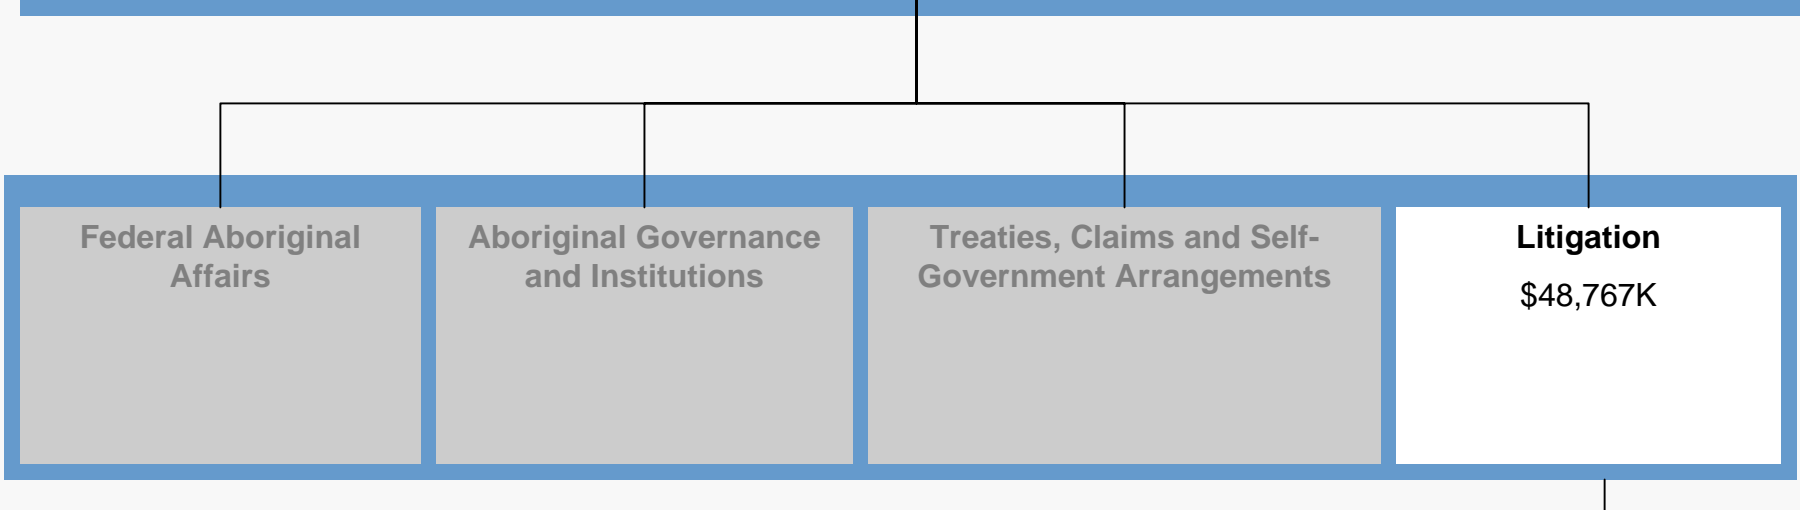 Federal Aboriginal
Affairs
Aboriginal Governance
and Institutions
Treaties, Claims and Self-
Government Arrangements
Litigation
$48,767K